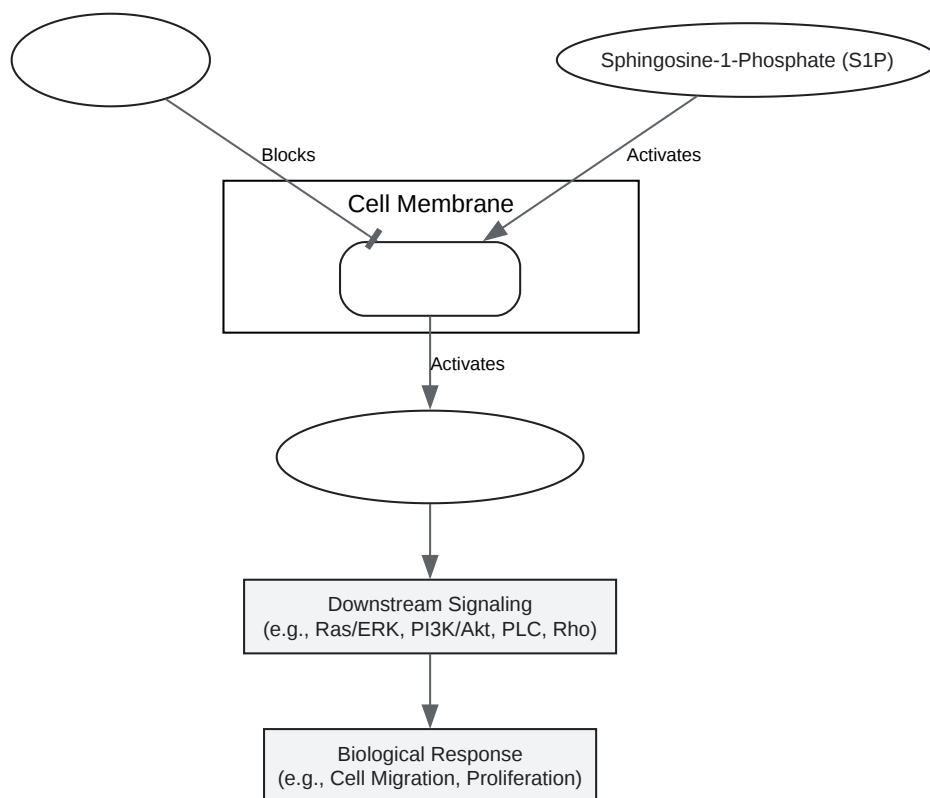 Sphingosine-1-Phosphate (S1P)
Blocks
Activates
Cell Membrane
Activates
Downstream Signaling
(e.g., Ras/ERK, PI3K/Akt, PLC, Rho)
Biological Response
(e.g., Cell Migration, Proliferation)